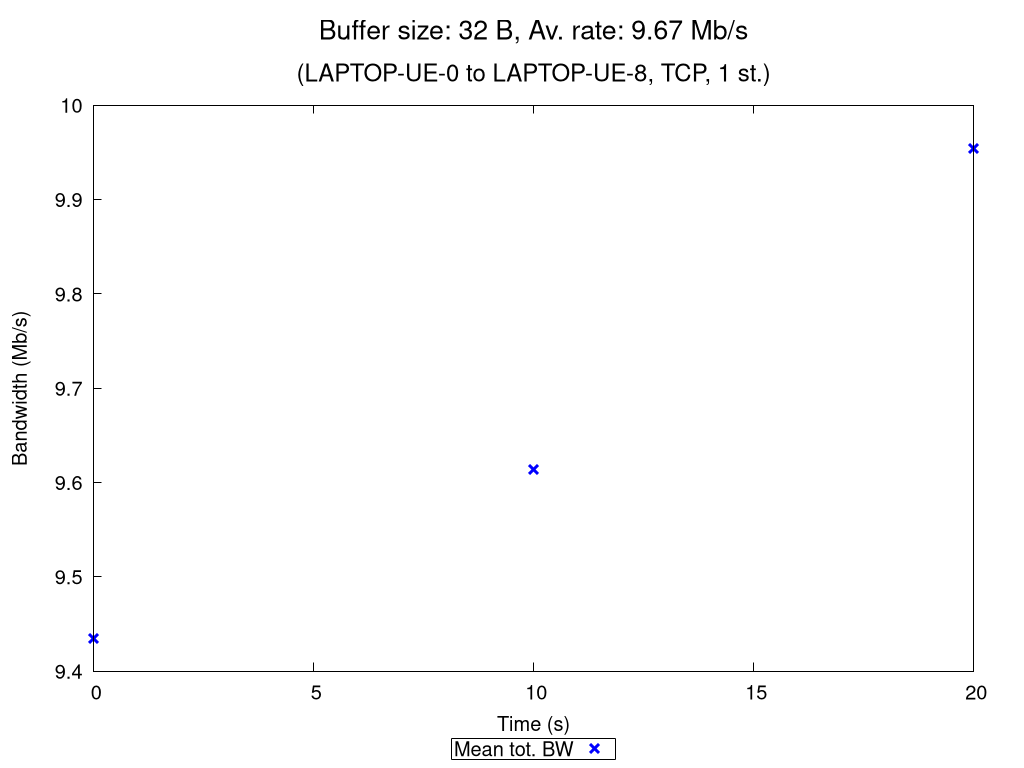 Buffer size: 32 B, Av. rate: 9.67 Mb/s
(LAPTOP-UE-0 to LAPTOP-UE-8, TCP, 1 st.)
10
9.9
9.8
9.7
9.6
9.5
9.4
Bandwidth (Mb/s)
0 5 10 15 20
Time (s)
Mean tot. BW